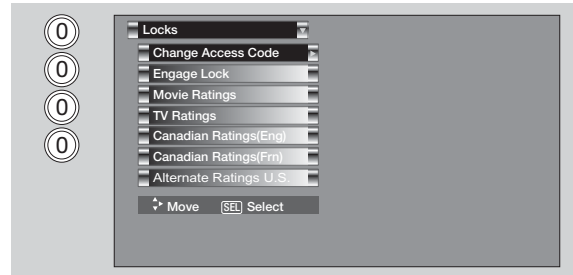 0
0
0
0
Locks
Change Access Code
Engage Lock
Movie Ratings
TV Ratings
Canadian Ratings(Eng)
Canadian Ratings(Frn)
Alternate Ratings U.S.
Move SEL Select